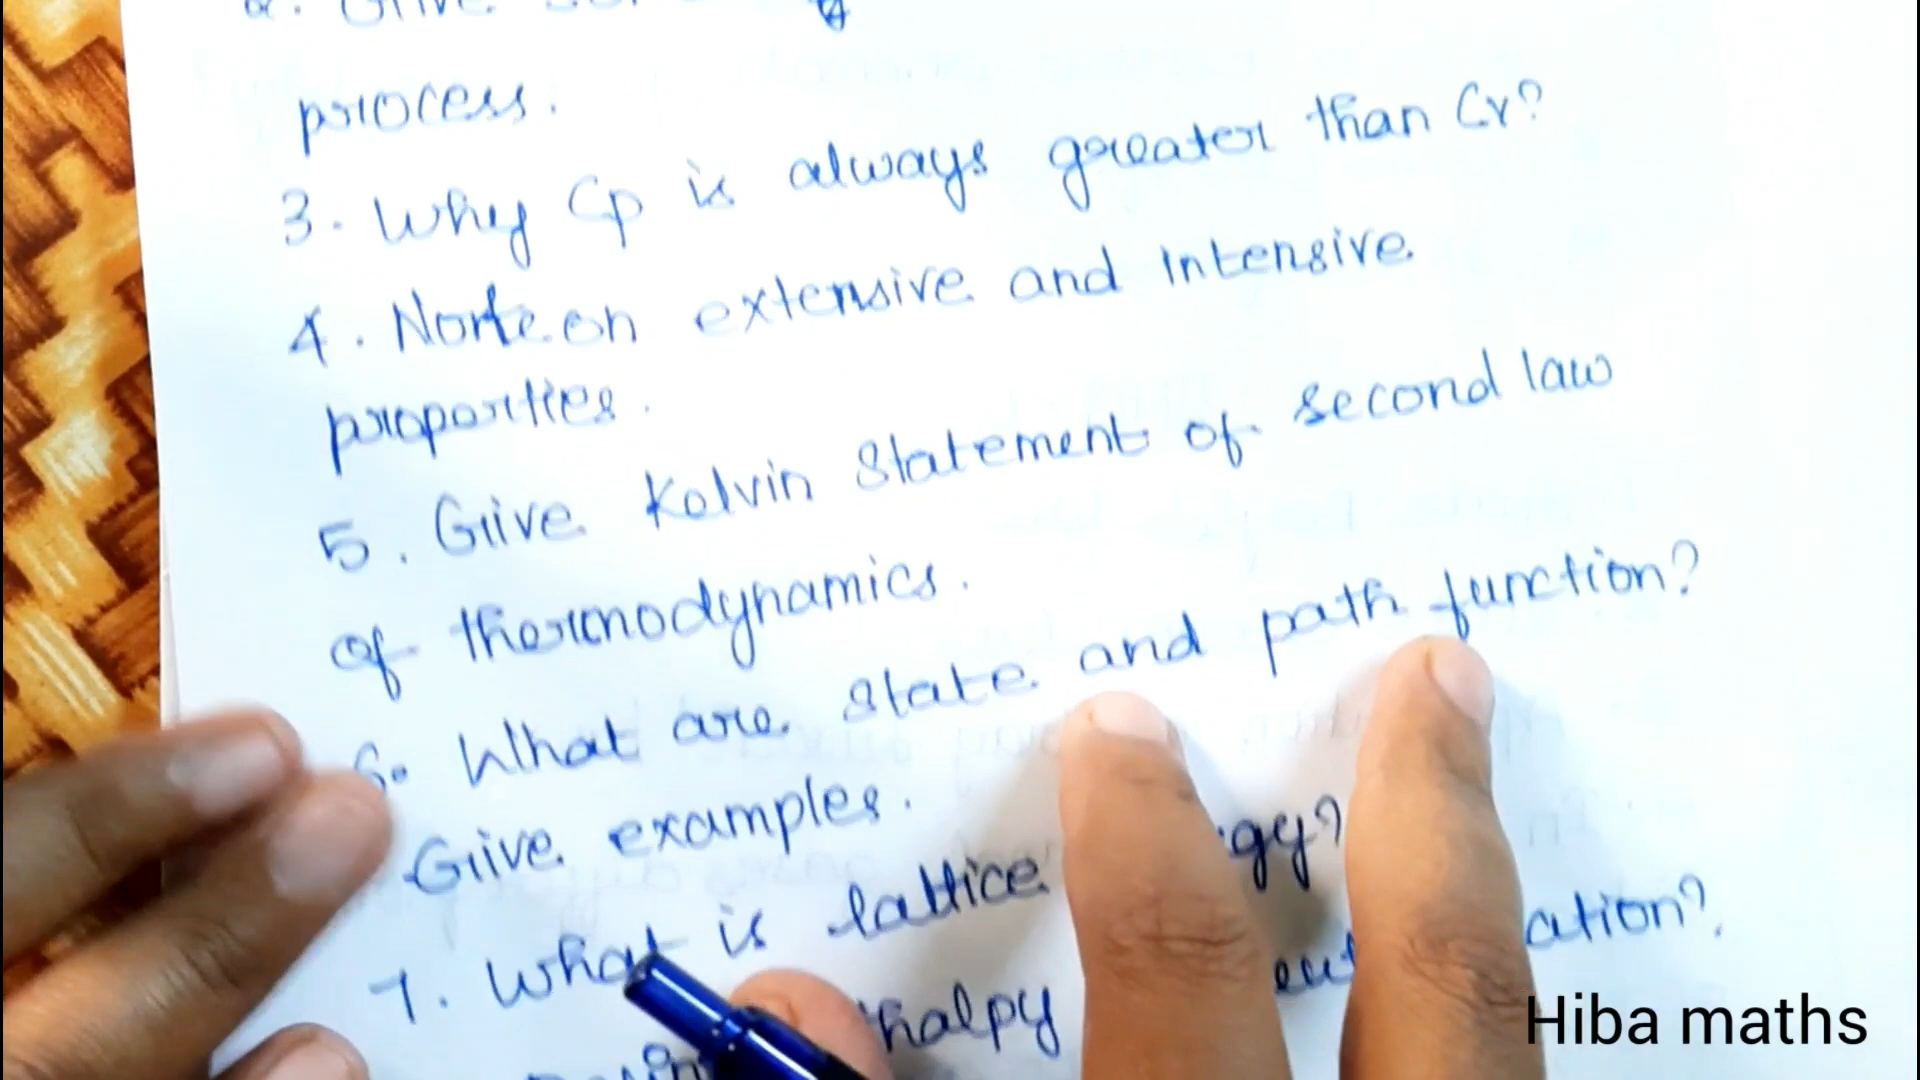 process.
3. Why Cp is always greater than Cv?
4. Note on extensive and intensive
properties.
5. Give Kelvin Statement of second law
of thermodynamics.
6. What are state and path function?
Give examples.
7. What is lattice
ation?
Hiba maths